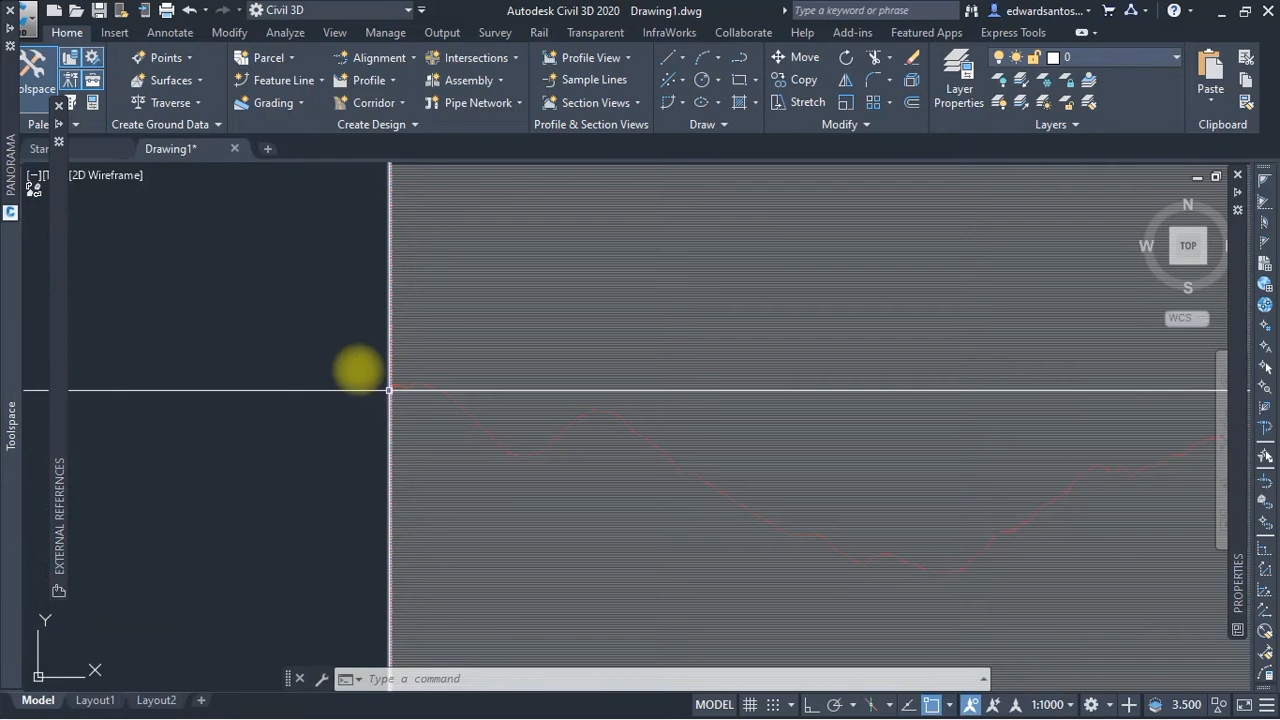 Civil 3D
Autodesk Civil 3D 2020 Drawing1.dwg
Type a keyword or phrase
edwardsantos...
Home Insert Annotate Modify Analyze View Manage Output Survey Rail Transparent InfraWorks Collaborate Help Add-ins Featured Apps Express Tools
Points Parcel Alignment Intersections Profile View Move 0
Surfaces Feature Line Profile Assembly Sample Lines Copy
Traverse Grading Corridor Pipe Network Section Views Stretch
Layer
Properties
Paste
Create Ground Data Create Design Profile & Section Views Draw Modify Layers Clipboard
Drawing1*
PANORAMA
[2D Wireframe]
N
W TOP
S
WCS
Toolspace
EXTERNAL REFERENCES
PROPERTIES
Y
X
Type a command
Model Layout1 Layout2
MODEL 1:1000 3.500